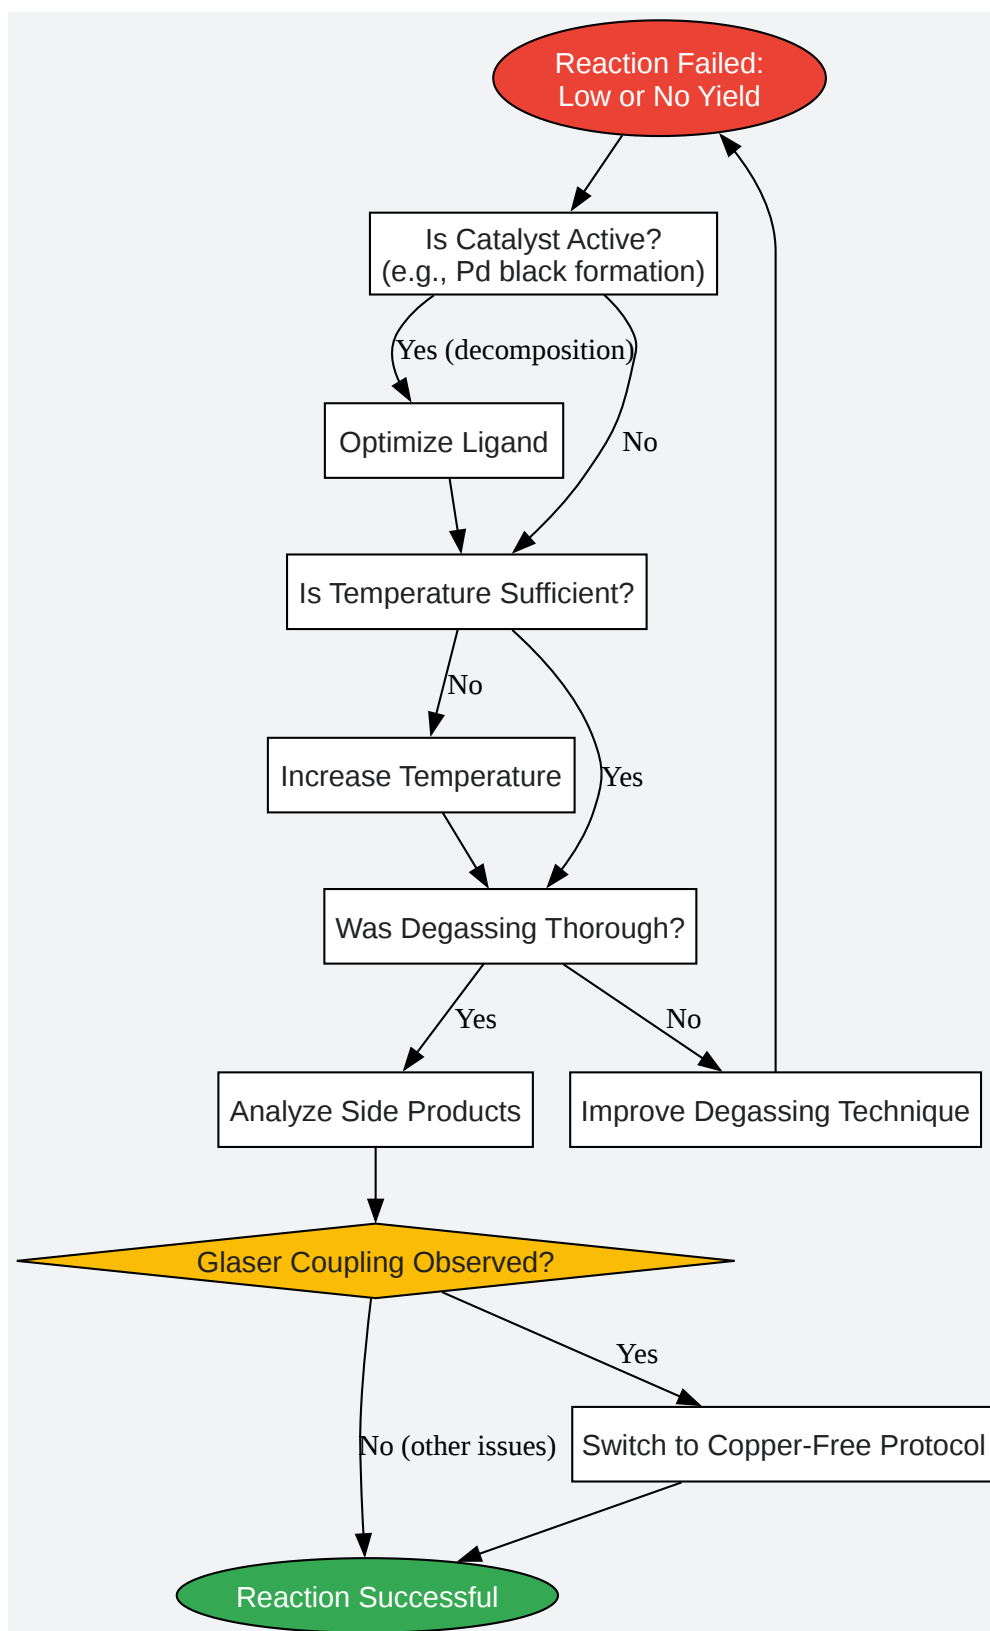 Reaction Failed:
Low or No Yield
Is Catalyst Active?
(e.g., Pd black formation)
Yes (decomposition)
Optimize Ligand
No
Is Temperature Sufficient?
No
Increase Temperature
Yes
Was Degassing Thorough?
Yes
No
Analyze Side Products
Improve Degassing Technique
Glaser Coupling Observed?
Yes
No (other issues)
Switch to Copper-Free Protocol
Reaction Successful